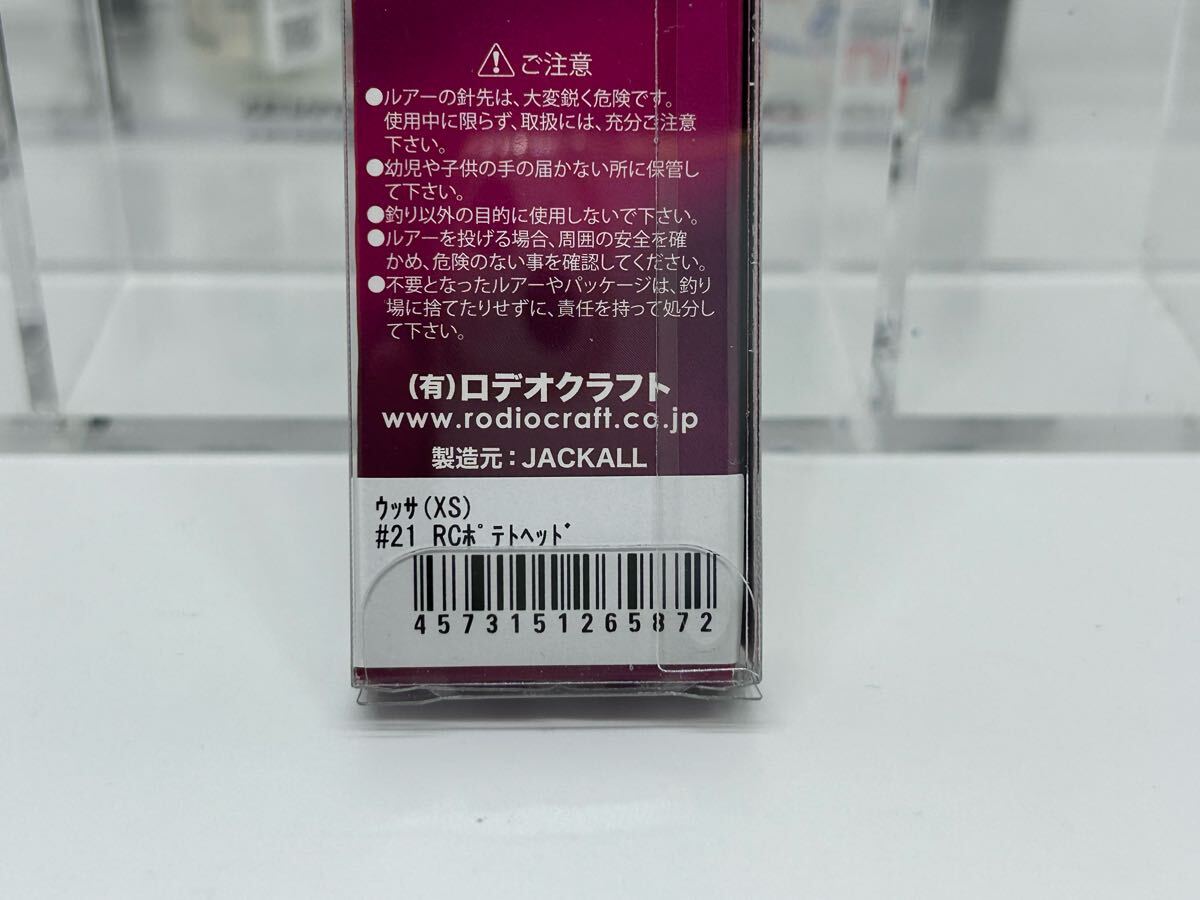 ⚠ご注意
●ルアーの針先は、大変鋭く危険です。
使用中に限らず、取扱には、充分ご注意
下さい。
●幼児や子供の手の届かない所に保管し
て下さい。
●釣り以外の目的に使用しないで下さい。
●ルアーを投げる場合、周囲の安全を確
かめ、危険のない事を確認してください。
●不要となったルアーやパッケージは、釣り
場に捨てたりせずに、責任を持って処分し
て下さい。
(有)ロデオクラフト
www.rodiocraft.co.jp
製造元：JACKALL
ｳｯｻ(XS)
#21 RCﾎﾟﾃﾄﾍｯﾄﾞ
4573151265872